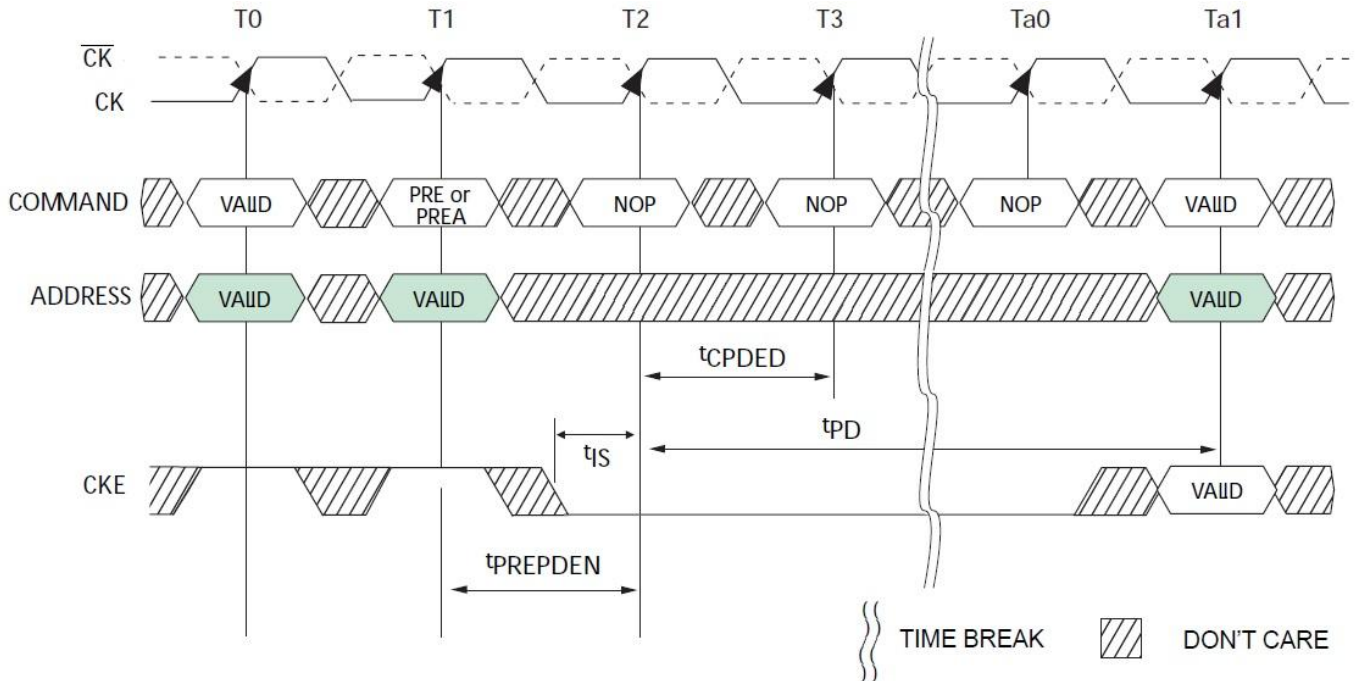 T0 T1 T2 T3 Ta0 Ta1
CK
CK
COMMAND VALID PRE or PREA NOP NOP NOP VALID
ADDRESS VALID VALID VALID
tCPDED
tIS tPD
CKE VALID
tPREPDEN
TIME BREAK DON'T CARE